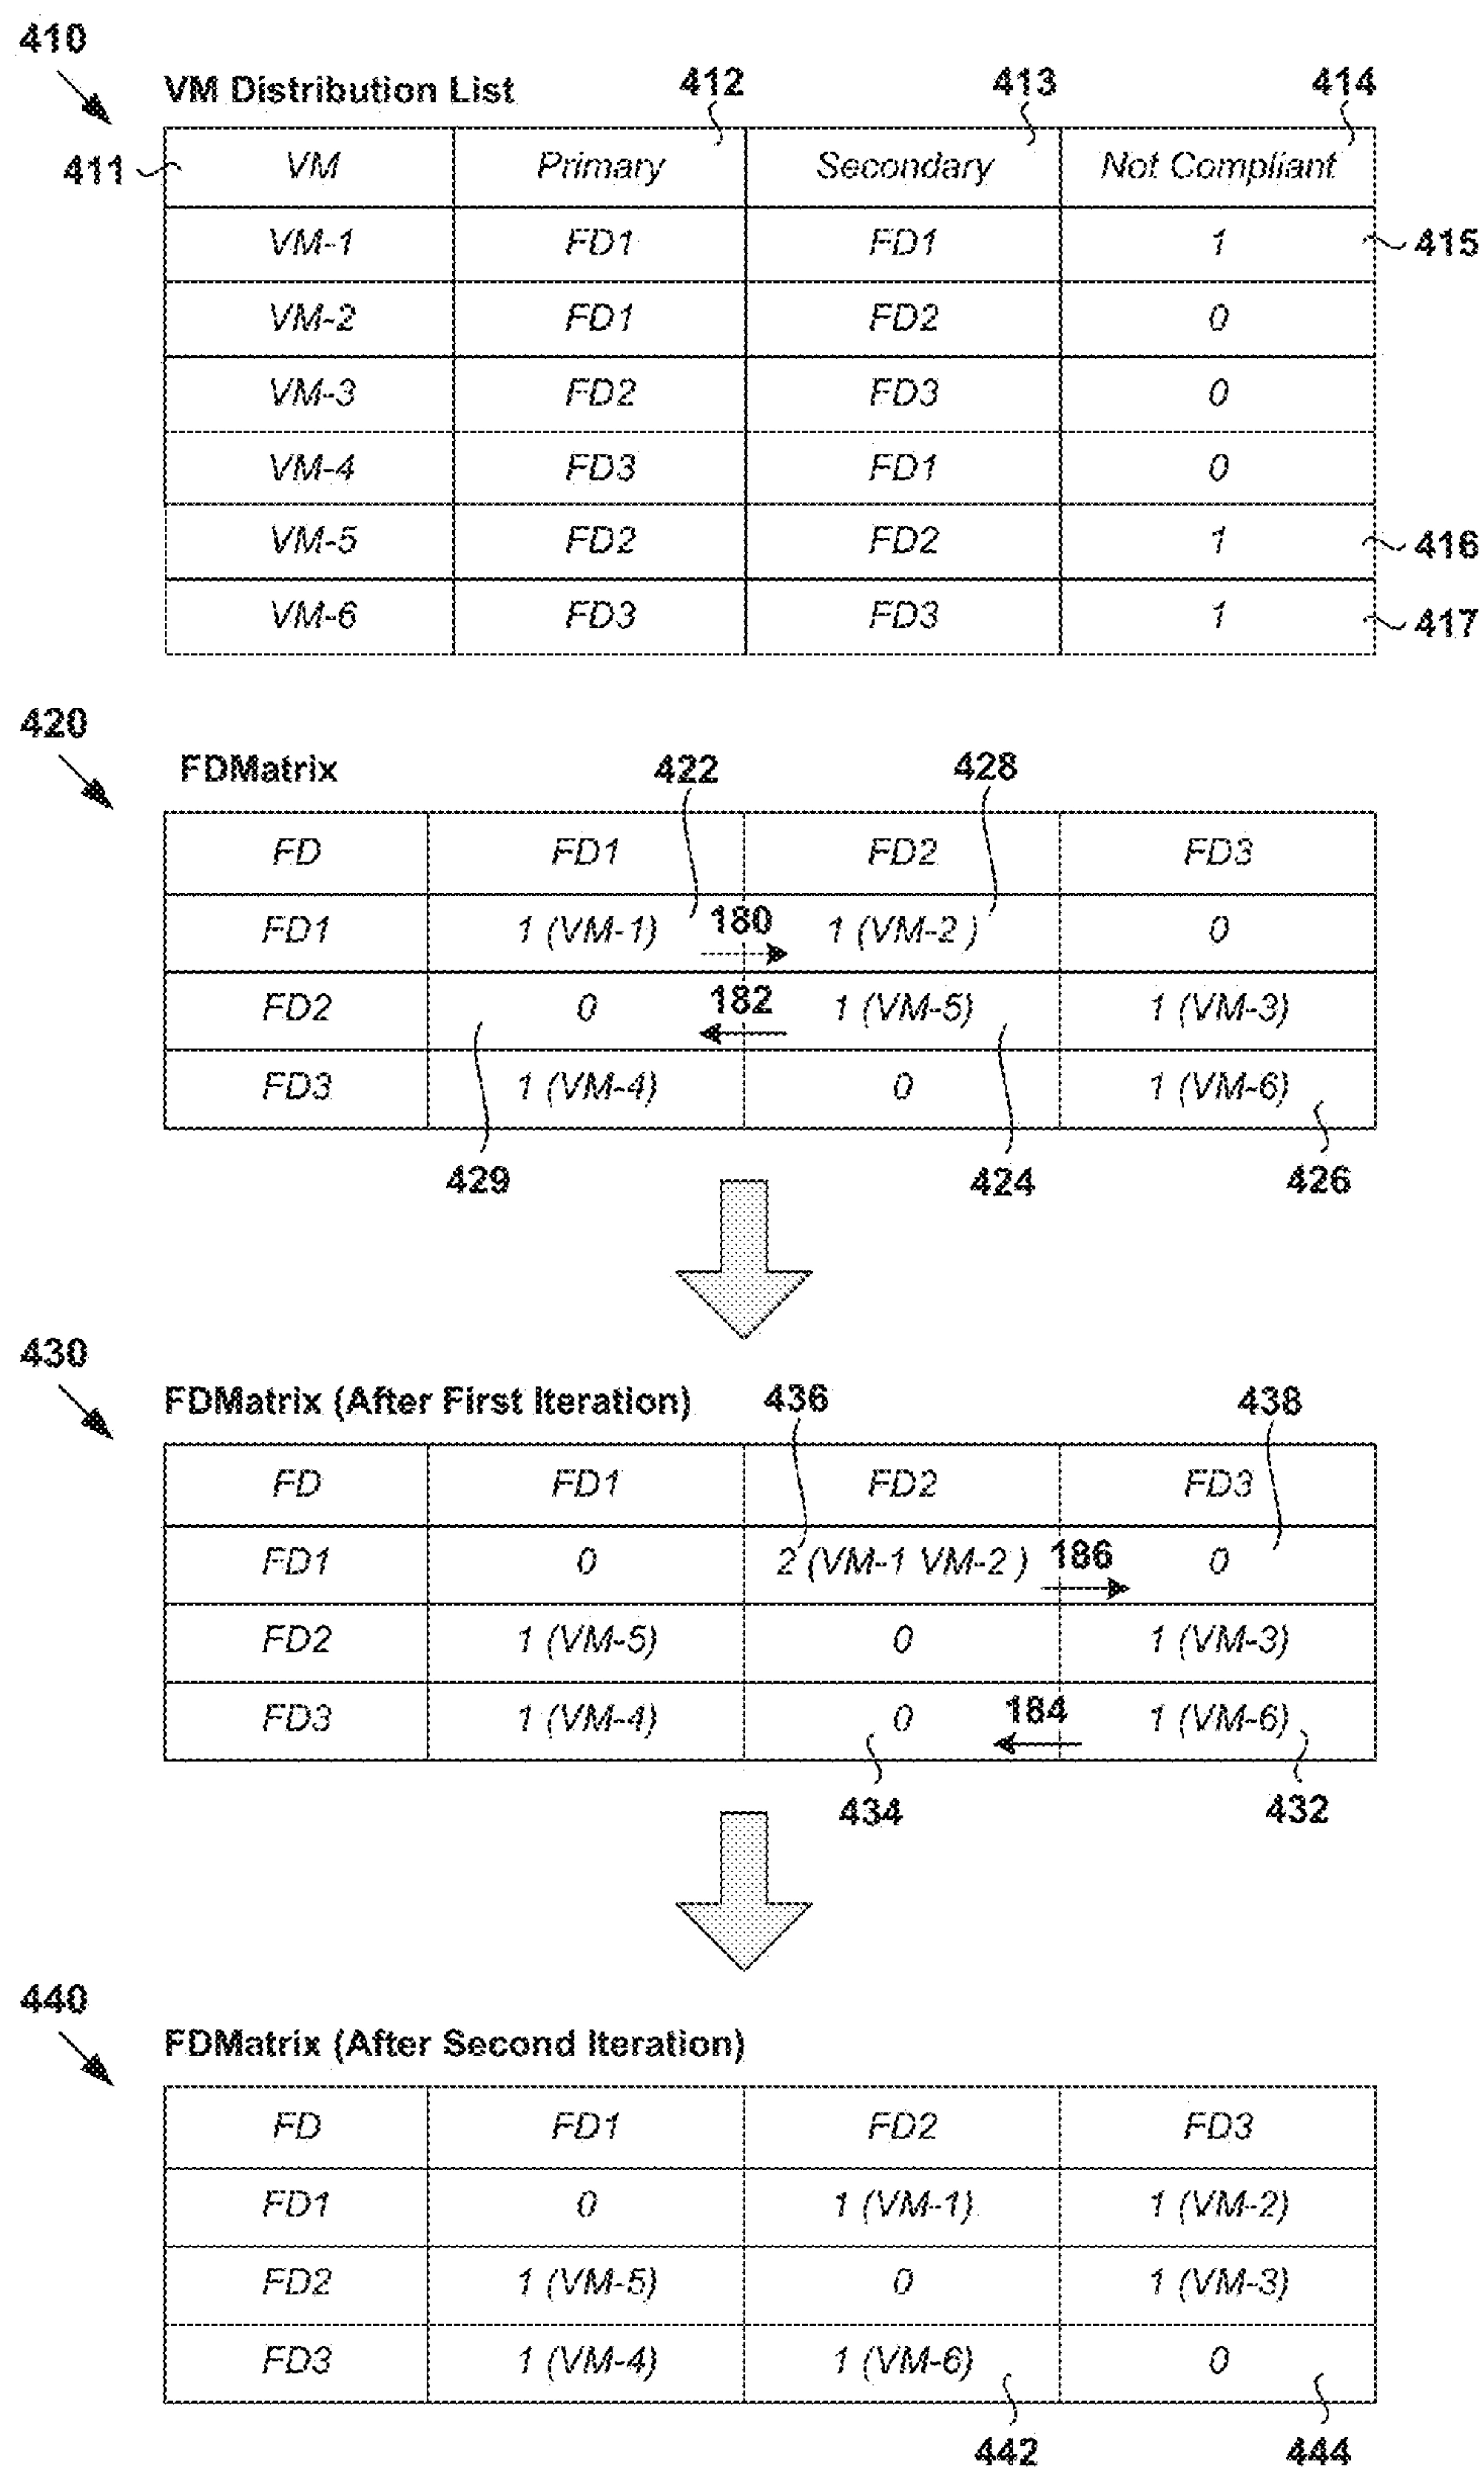 410
VM Distribution List 412 413 414
411 VM Primary Secondary Not Compliant
VM-1 FD1 FD1 1 415
VM-2 FD1 FD2 0
VM-3 FD2 FD3 0
VM-4 FD3 FD1 0
VM-5 FD2 FD2 1 416
VM-6 FD3 FD3 1 417
420
FDMatrix 422 428
FD FD1 FD2 FD3
FD1 1 (VM-1) 180 1 (VM-2 ) 0
FD2 0 182 1 (VM-5) 1 (VM-3)
FD3 1 (VM-4) 0 1 (VM-6)
429 424 426
430
FDMatrix (After First Iteration) 436 438
FD FD1 FD2 FD3
FD1 0 2 (VM-1 VM-2 ) 186 0
FD2 1 (VM-5) 0 1 (VM-3)
FD3 1 (VM-4) 0 184 1 (VM-6)
434 432
440
FDMatrix (After Second Iteration)
FD FD1 FD2 FD3
FD1 0 1 (VM-1) 1 (VM-2)
FD2 1 (VM-5) 0 1 (VM-3)
FD3 1 (VM-4) 1 (VM-6) 0
442 444